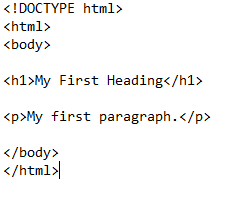 <!DOCTYPE html>
<html>
<body>

<h1>My First Heading</h1>

<p>My first paragraph.</p>

</body>
</html>